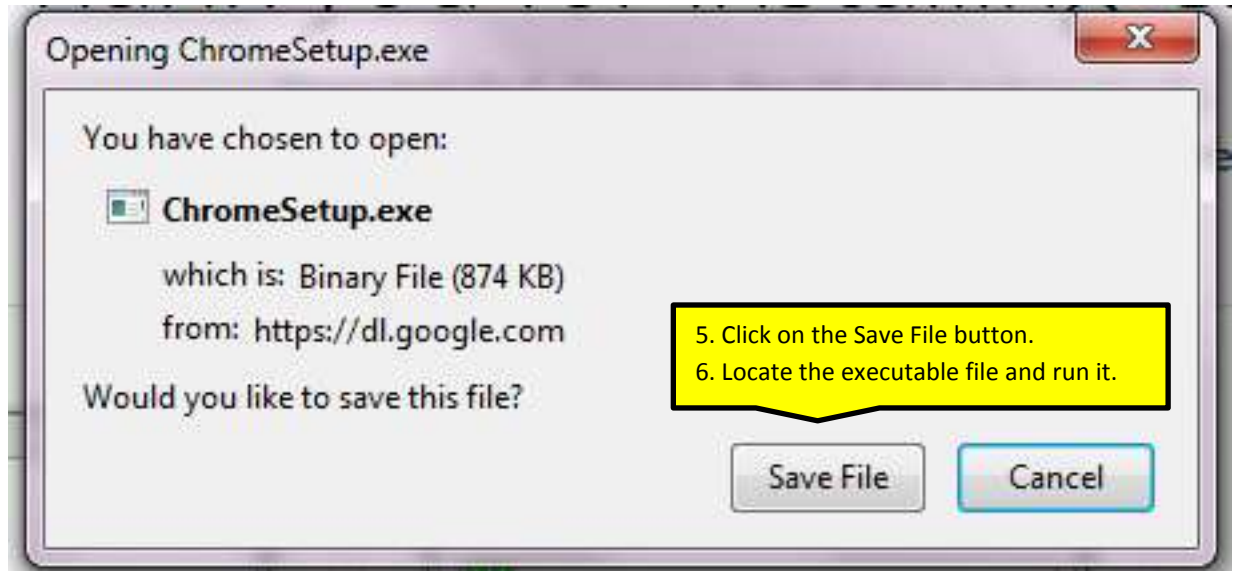 Opening ChromeSetup.exe
You have chosen to open:
ChromeSetup.exe
which is: Binary File (874 KB)
from: https://dl.google.com
Would you like to save this file?
5. Click on the Save File button.
6. Locate the executable file and run it.
Save File
Cancel